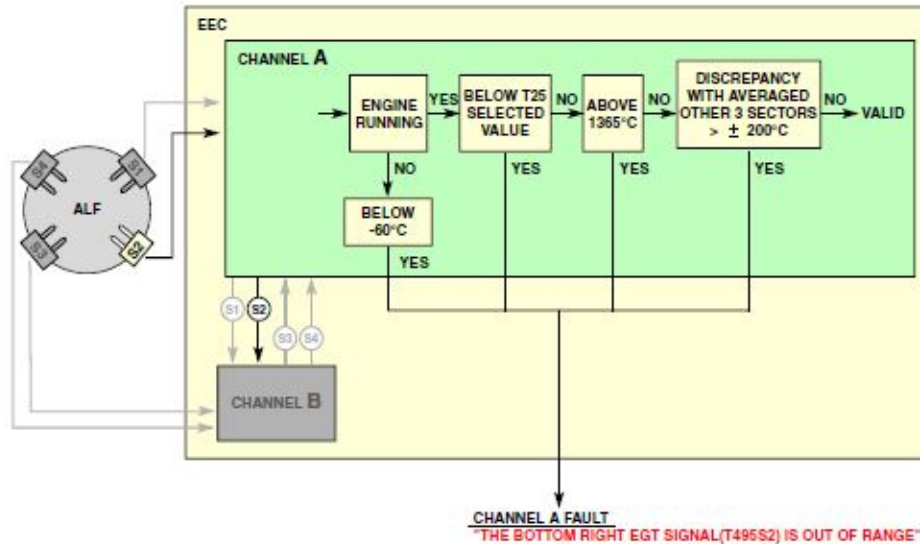 EEC
CHANNEL A
ENGINE
RUNNING
YES
BELOW T25
SELECTED
VALUE
NO
ABOVE
1365°C
NO
DISCREPANCY
WITH AVERAGED
OTHER 3 SECTORS
> ± 200°C
NO
VALID
NO
YES
YES
YES
BELOW
-60°C
YES
S4
S1
ALF
S3
S2
S1
S2
S3
S4
CHANNEL B
CHANNEL A FAULT
"THE BOTTOM RIGHT EGT SIGNAL(T495S2) IS OUT OF RANGE"